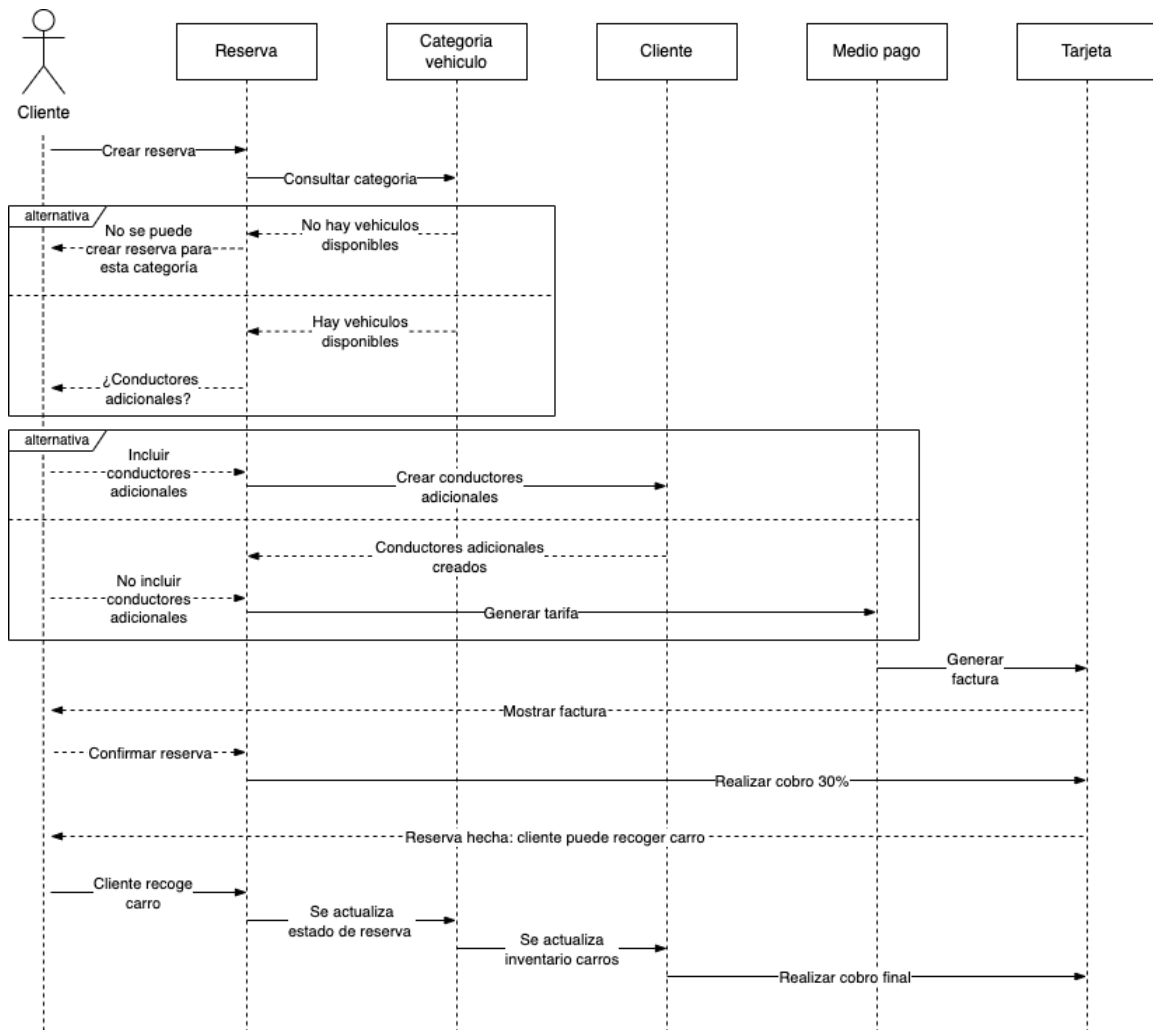 Reserva
Categoria
vehiculo
Cliente
Medio pago
Tarjeta
Cliente
Crear reserva
Consultar categoria
alternativa
No se puede
crear reserva para
esta categoría
No hay vehiculos
disponibles
Hay vehiculos
disponibles
¿Conductores
adicionales?
alternativa
Incluir
conductores
adicionales
Crear conductores
adicionales
Conductores adicionales
creados
No incluir
conductores
adicionales
Generar tarifa
Generar
factura
Mostrar factura
Confirmar reserva
Realizar cobro 30%
Reserva hecha: cliente puede recoger carro
Cliente recoge
carro
Se actualiza
estado de reserva
Se actualiza
inventario carros
Realizar cobro final